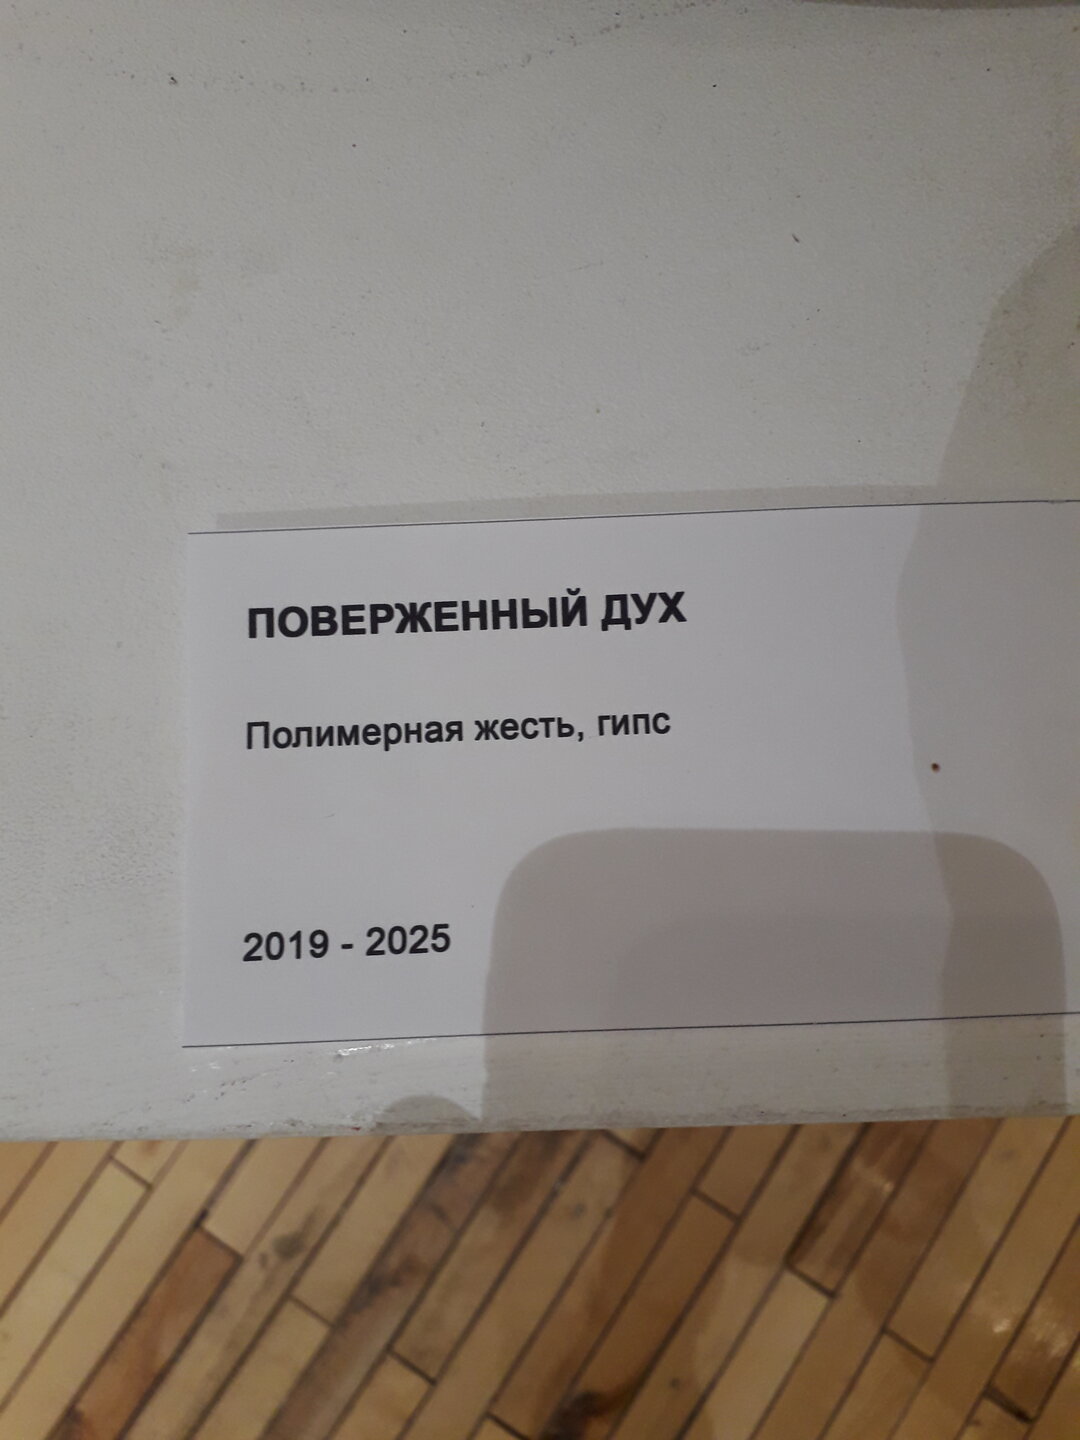 ПОВЕРЖЕННЫЙ ДУХ
Полимерная жесть, гипс
2019 - 2025